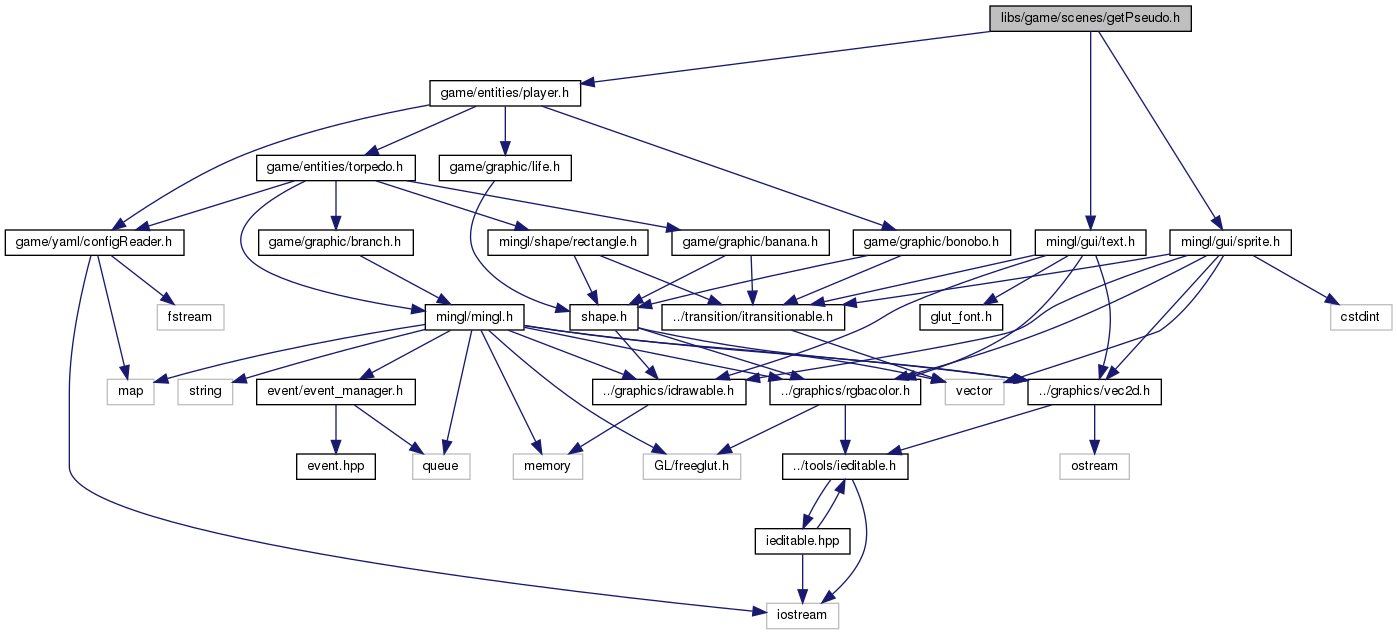 libs/game/scenes/getPseudo.h
game/entities/player.h
game/entities/torpedo.h
game/graphic/life.h
game/yaml/configReader.h
game/graphic/branch.h
mingl/shape/rectangle.h
game/graphic/banana.h
game/graphic/bonobo.h
mingl/gui/text.h
mingl/gui/sprite.h
fstream
mingl/mingl.h
shape.h
../transition/itransitionable.h
glut_font.h
cstdint
map
string
event/event_manager.h
../graphics/idrawable.h
../graphics/rgbacolor.h
vector
../graphics/vec2d.h
event.hpp
queue
memory
GL/freeglut.h
../tools/ieditable.h
ostream
ieditable.hpp
iostream